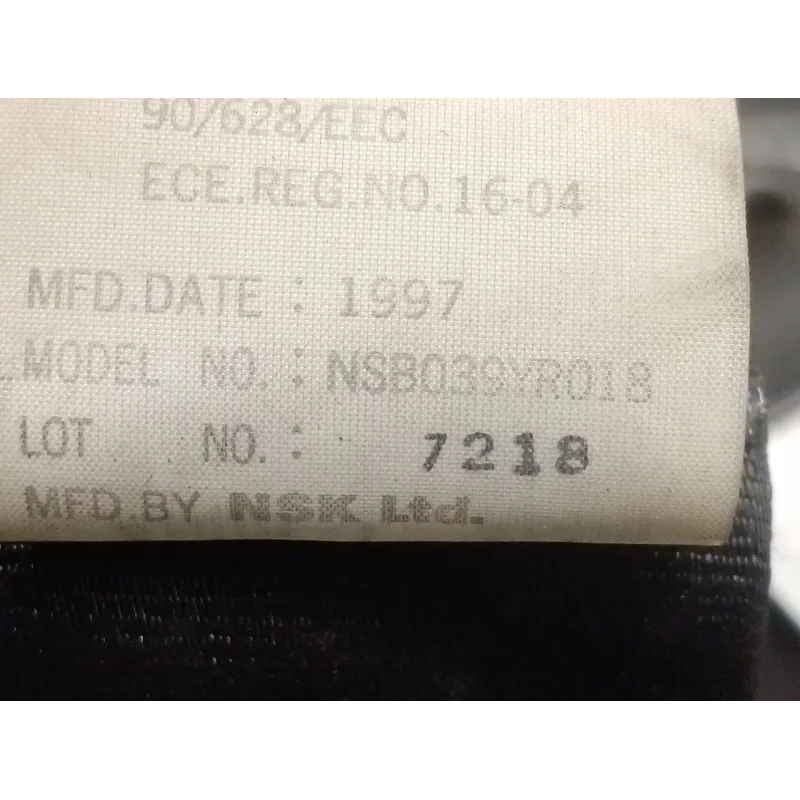 90/628/EEC
ECE.REG.NO.16-04
MFD.DATE : 1997
MODEL NO. : NSB039YR018
LOT NO. : 7218
MFD.BY NSK Ltd.